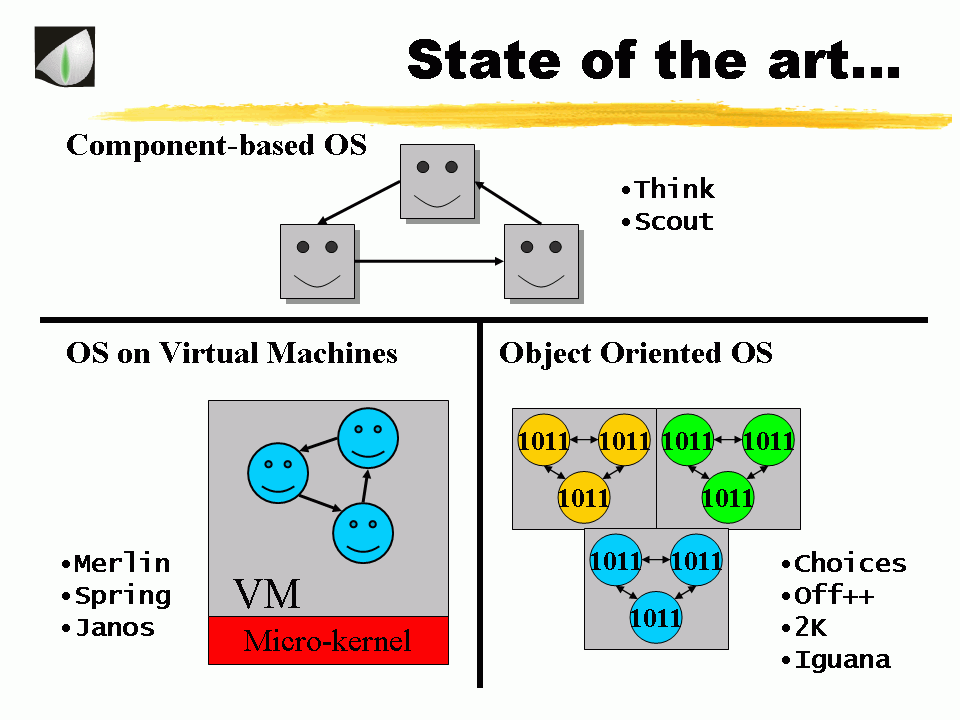 State of the art...
Component-based OS
•Think
•Scout
OS on Virtual Machines
•Merlin
•Spring
•Janos
VM
Micro-kernel
Object Oriented OS
1011 1011 1011 1011
1011 1011
1011 1011
1011
•Choices
•Off++
•2K
•Iguana